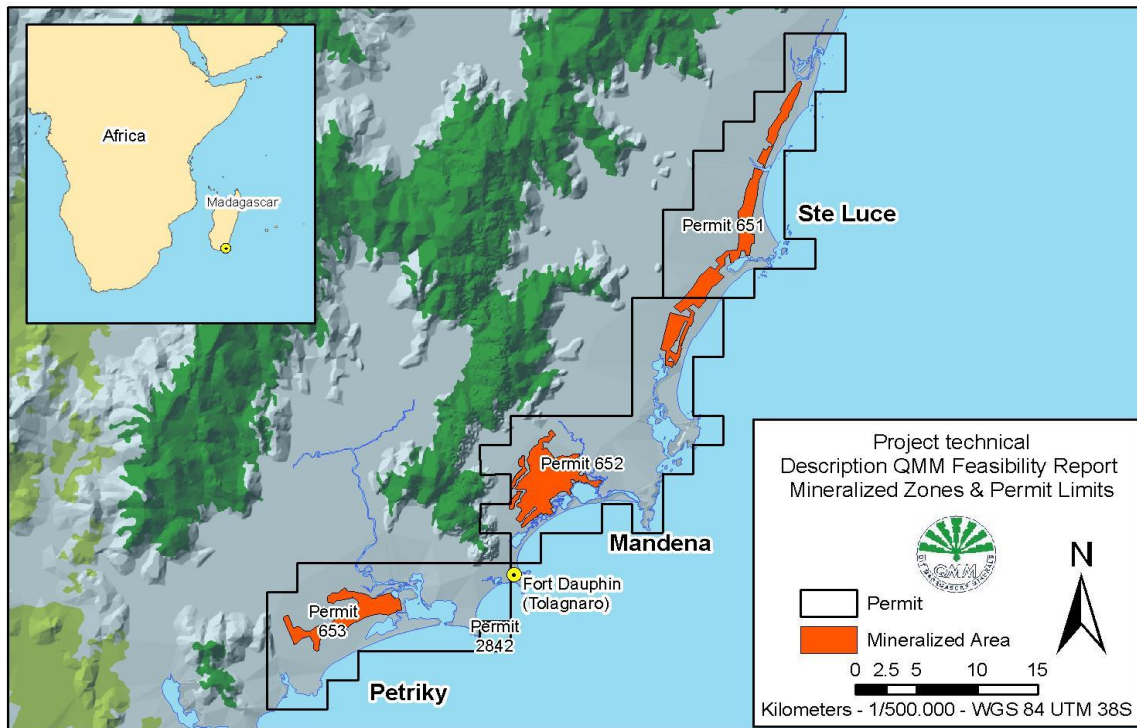 Africa
Madagascar
Permit 651
Ste Luce
Permit 652
Mandena
Fort Dauphin
(Tolagnaro)
Permit
653
Permit
2842
Petriky
Project technical
Description QMM Feasibility Report
Mineralized Zones & Permit Limits
QMM
N
Permit
Mineralized Area
0 2.5 5 10 15
Kilometers - 1/500.000 - WGS 84 UTM 38S